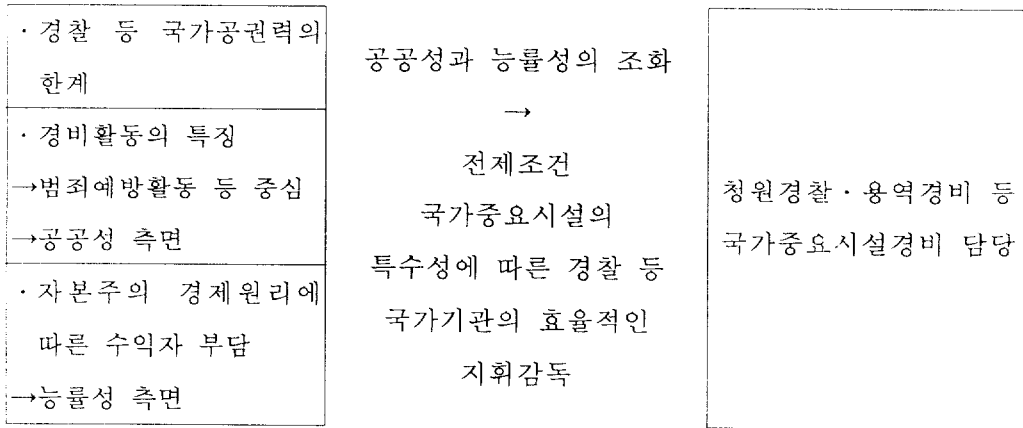 · 경찰 등 국가공권력의
한계
· 경비활동의 특징
→범죄예방활동 등 중심
→공공성 측면
· 자본주의 경제원리에
따른 수익자 부담
→능률성 측면
공공성과 능률성의 조화
→
전제조건
국가중요시설의
특수성에 따른 경찰 등
국가기관의 효율적인
지휘감독
청원경찰·용역경비 등
국가중요시설경비 담당